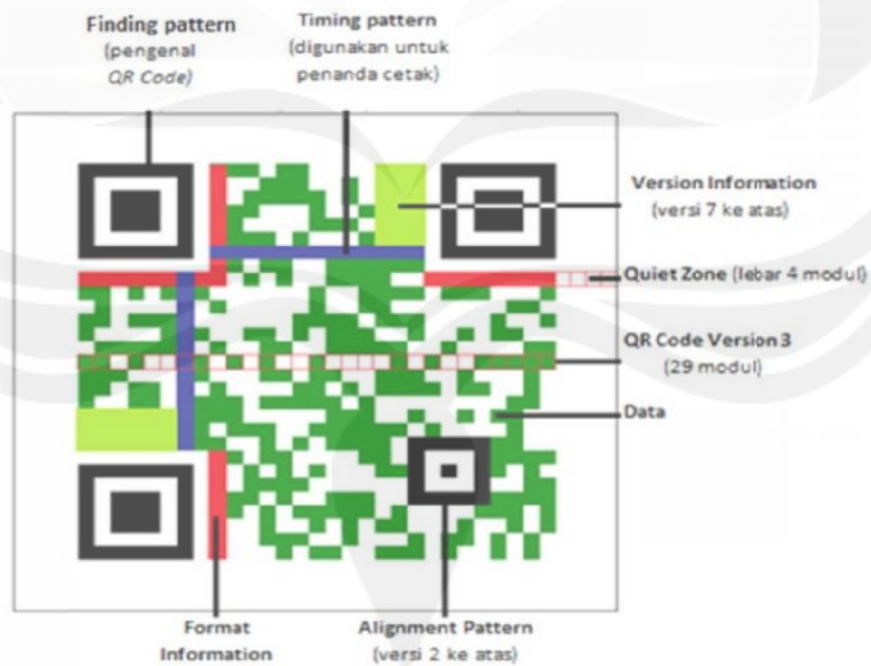 Finding pattern
(pengenal
QR Code)
Timing pattern
(digunakan untuk
penanda cetak)
Version Information
(versi 7 ke atas)
Quiet Zone (lebar 4 modul)
QR Code Version 3
(29 modul)
Data
Format
Information
Alignment Pattern
(versi 2 ke atas)